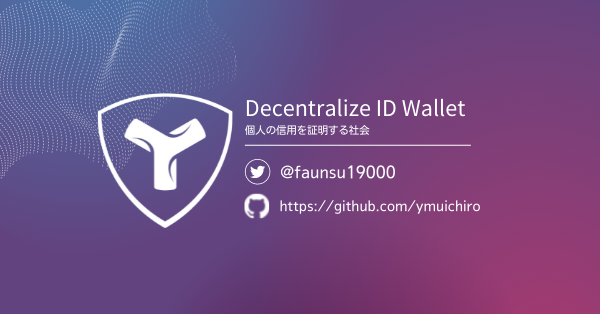 Decentralize ID Wallet
個人の信用を証明する社会
@faunsu19000
https://github.com/ymuichiro